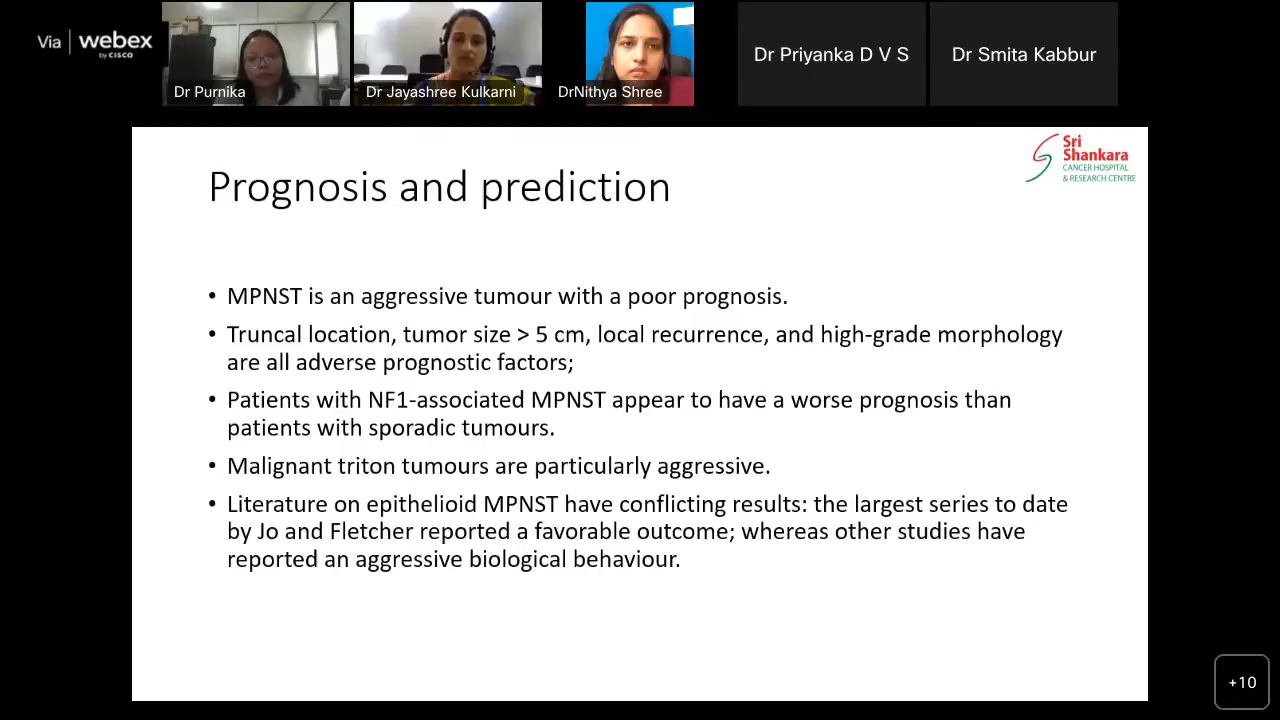 Via | webex
by CISCO
Dr Purnika
Dr Jayashree Kulkarni
DrNithya Shree
Dr Priyanka D V S
Dr Smita Kabbur
Sri
Shankara
CANCER HOSPITAL
& RESEARCH CENTRE
Prognosis and prediction
• MPNST is an aggressive tumour with a poor prognosis.
• Truncal location, tumor size > 5 cm, local recurrence, and high-grade morphology
are all adverse prognostic factors;
• Patients with NF1-associated MPNST appear to have a worse prognosis than
patients with sporadic tumours.
• Malignant triton tumours are particularly aggressive.
• Literature on epithelioid MPNST have conflicting results: the largest series to date
by Jo and Fletcher reported a favorable outcome; whereas other studies have
reported an aggressive biological behaviour.
+10